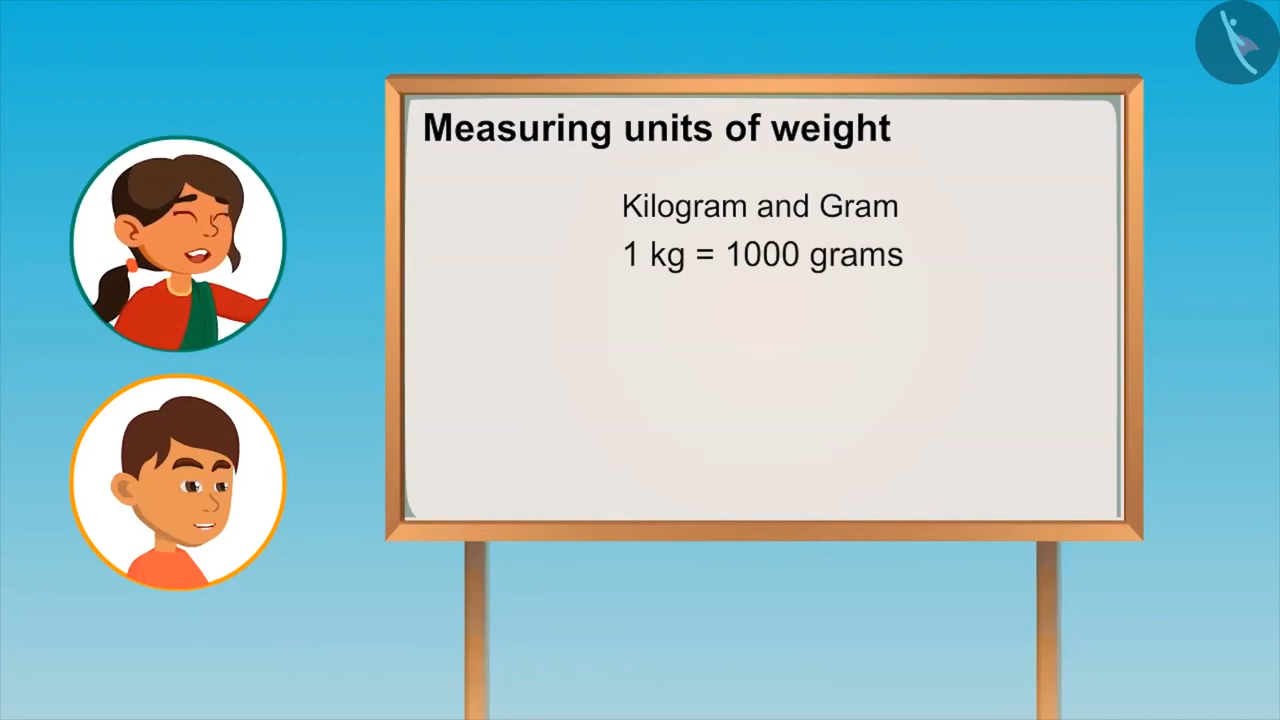 Measuring units of weight
Kilogram and Gram
1 kg = 1000 grams